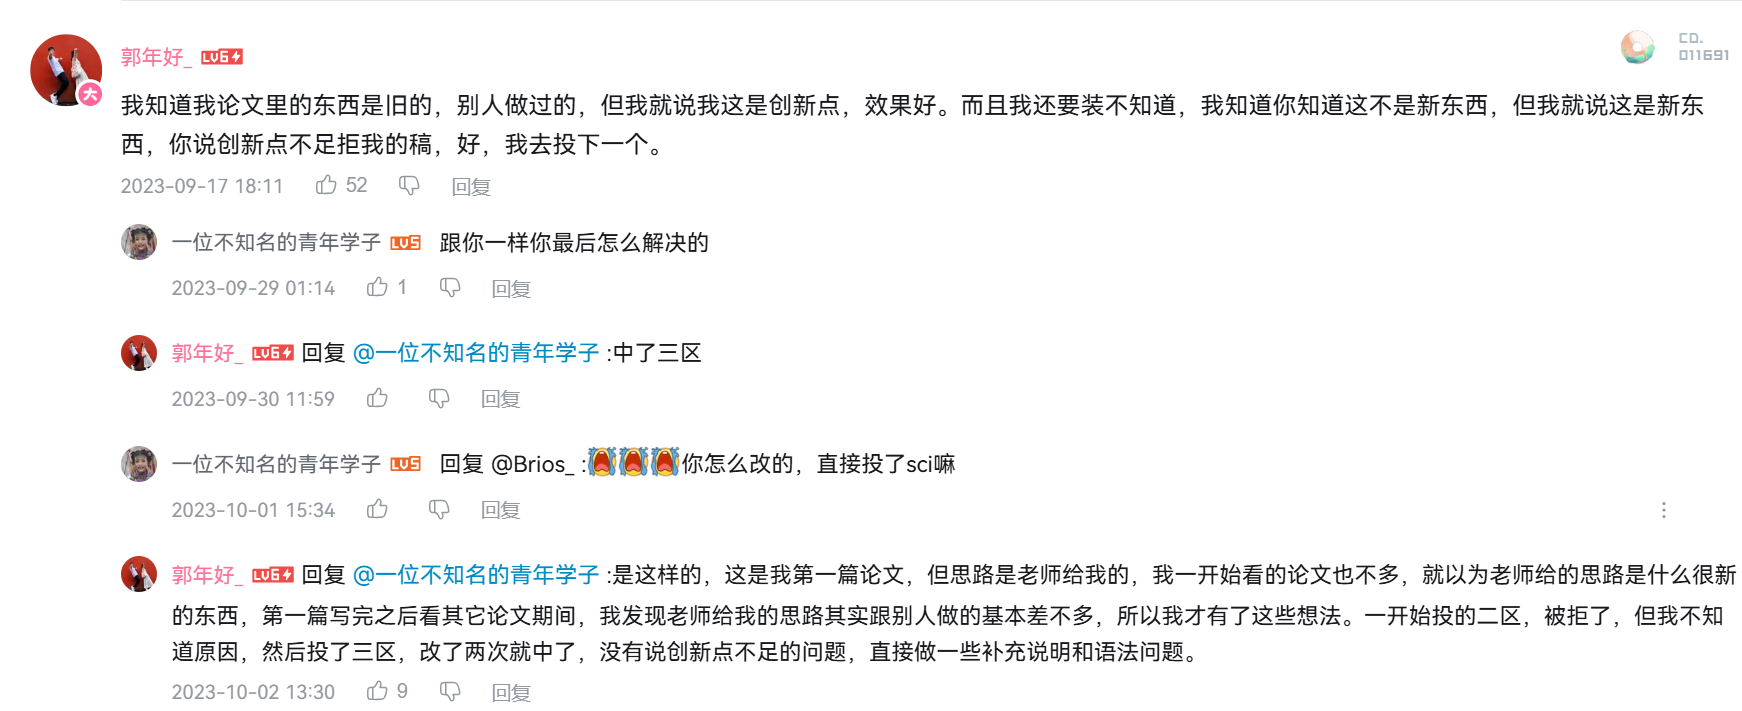 郭年好_ LV6
CD.
011691
我知道我论文里的东西是旧的，别人做过的，但我就说我这是创新点，效果好。而且我还要装不知道，我知道你知道这不是新东西，但我就说这是新东
西，你说创新点不足拒我的稿，好，我去投下一个。
2023-09-17 18:11 52 回复
一位不知名的青年学子 LV5 跟你一样你最后怎么解决的
2023-09-29 01:14 1 回复
郭年好_ LV6 回复 @一位不知名的青年学子 :中了三区
2023-09-30 11:59 回复
一位不知名的青年学子 LV5 回复 @Brios_ :你怎么改的，直接投了sci嘛
2023-10-01 15:34 回复
郭年好_ LV6 回复 @一位不知名的青年学子 :是这样的，这是我第一篇论文，但思路是老师给我的，我一开始看的论文也不多，就以为老师给的思路是什么很新
的东西，第一篇写完之后看其它论文期间，我发现老师给我的思路其实跟别人做的基本差不多，所以我才有了这些想法。一开始投的二区，被拒了，但我不知
道原因，然后投了三区，改了两次就中了，没有说创新点不足的问题，直接做一些补充说明和语法问题。
2023-10-02 13:30 9 回复